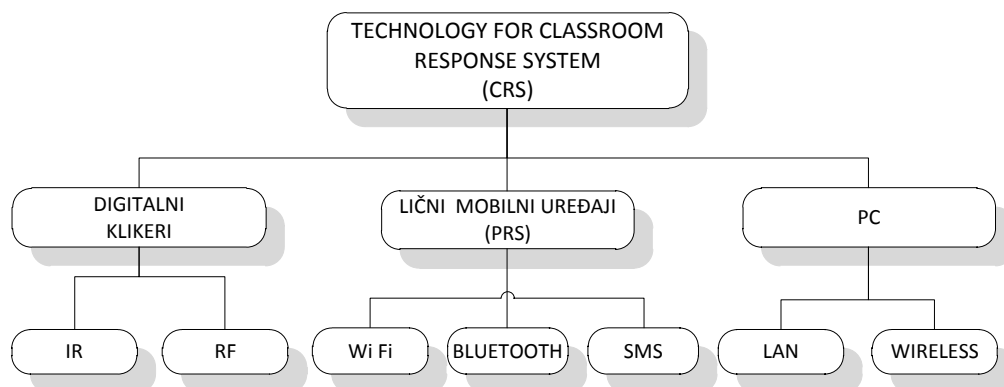 TECHNOLOGY FOR CLASSROOM
RESPONSE SYSTEM
(CRS)
DIGITALNI
KLIKERI
LIČNI MOBILNI UREĐAJI
(PRS)
PC
IR
RF
Wi Fi
BLUETOOTH
SMS
LAN
WIRELESS